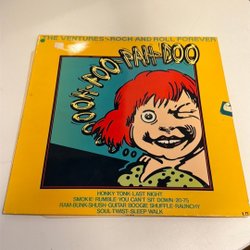 THE VENTURES-ROCK AND ROLL FOREVER
OOH-POO-PAH-DOO
HONKY TONK-LAST NIGHT
SMOKIE-RUMBLE-YOU CAN'T SIT DOWN-20-75
RAM-BUNK-SHUSH-GUITAR BOOGIE SHUFFLE-RAUNCHY
SOUL TWIST-SLEEP WALK